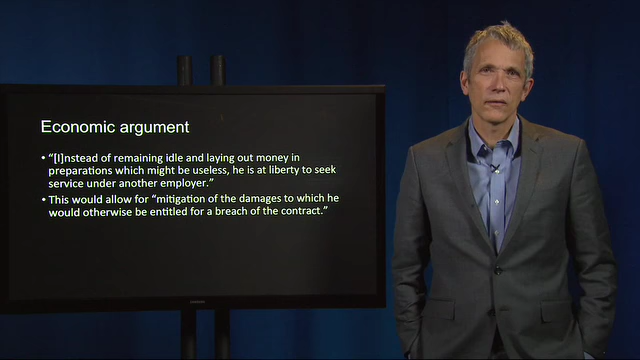 Economic argument
• “[I]nstead of remaining idle and laying out money in
preparations which might be useless, he is at liberty to seek
service under another employer.”
• This would allow for “mitigation of the damages to which he
would otherwise be entitled for a breach of the contract.”